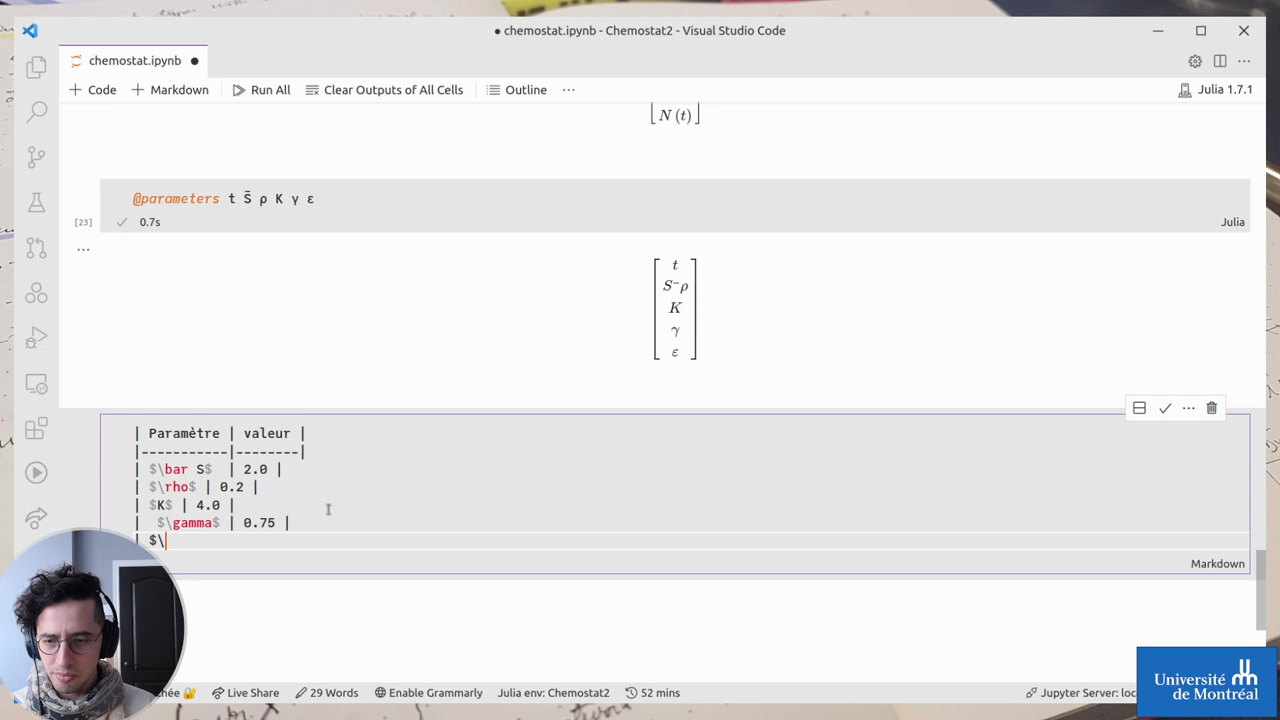 ● chemostat.ipynb - Chemostat2 - Visual Studio Code
chemostat.ipynb ●
+ Code + Markdown Run All Clear Outputs of All Cells Outline ··· Julia 1.7.1
N (t)
@parameters t S̄ ρ K γ ε
[23] ✓ 0.7s Julia
...
t
S⁻ρ
K
γ
ε
| Paramètre | valeur |
|-----------|--------|
| $\bar S$ | 2.0 |
| $\rho$ | 0.2 |
| $K$ | 4.0 |
| $\gamma$ | 0.75 |
| $\
Markdown
Université
de Montréal
Live Share 29 Words Enable Grammarly Julia env: Chemostat2 52 mins Jupyter Server: